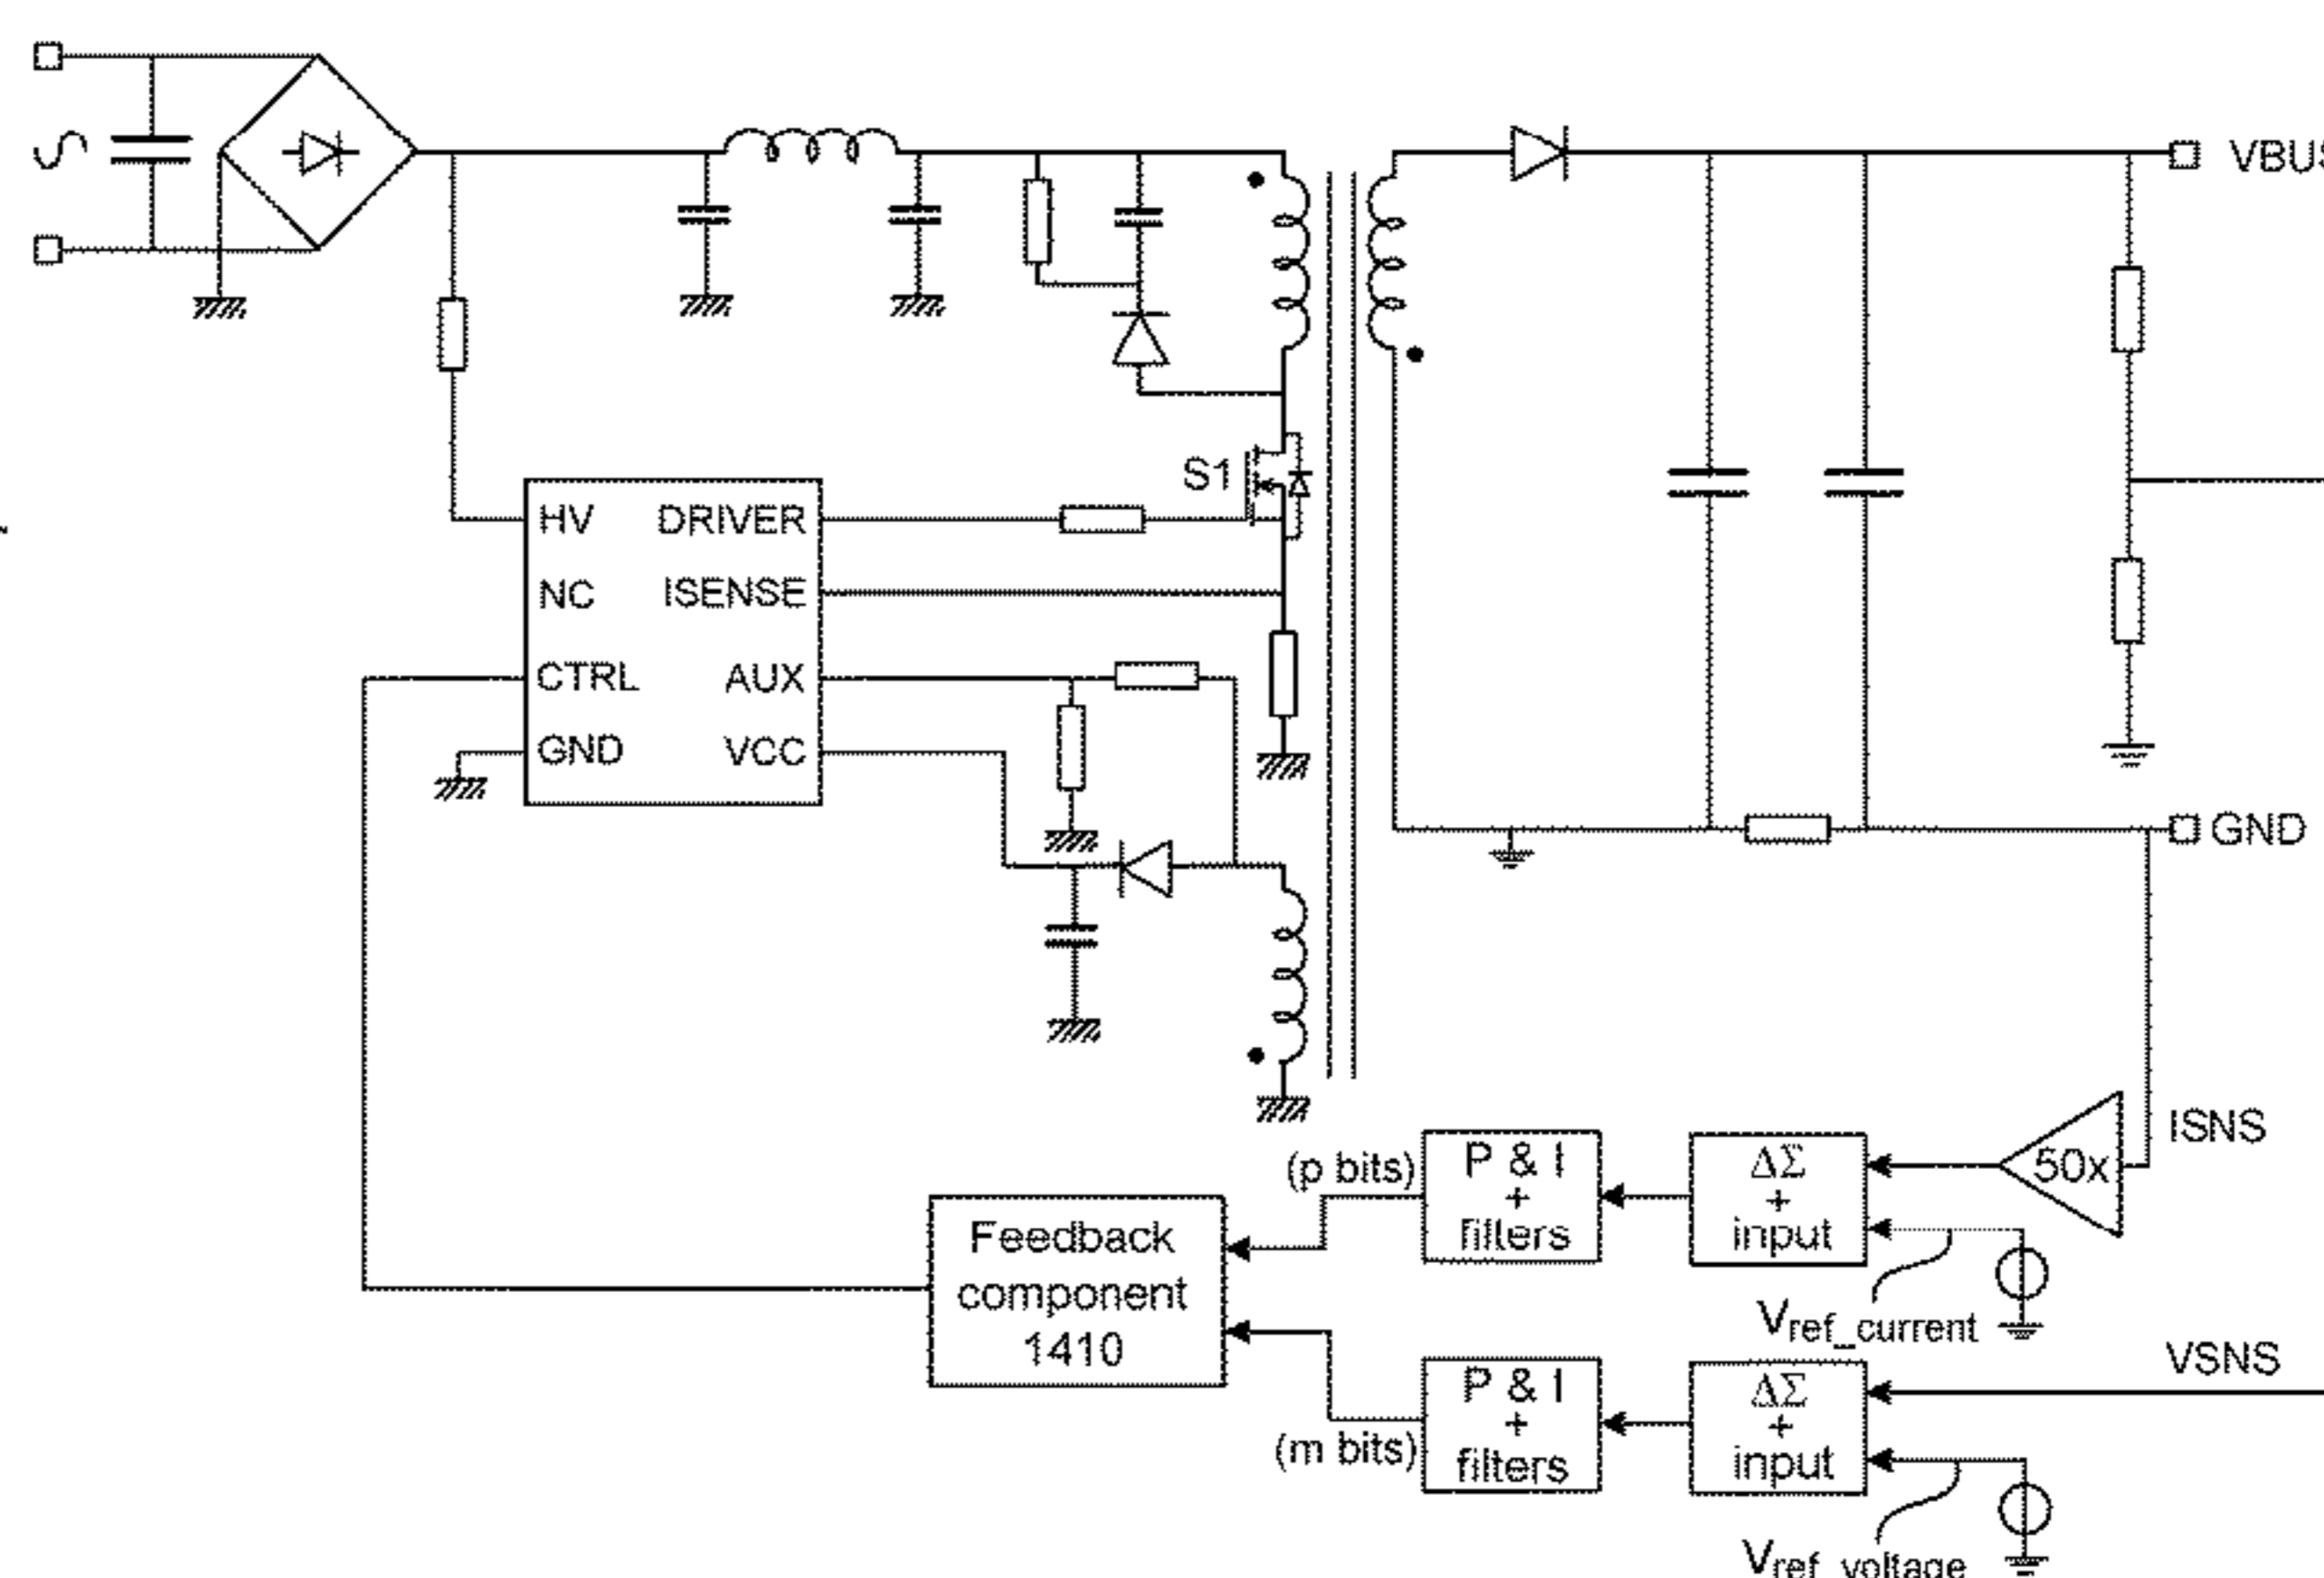 VBUS
S1
HV DRIVER
NC ISENSE
CTRL AUX
GND VCC
GND
ISNS
50x
ΔΣ
+
input
P & I
+
filters
(p bits)
Feedback
component
1410
Vref_current
VSNS
ΔΣ
+
input
P & I
+
filters
(m bits)
Vref_voltage